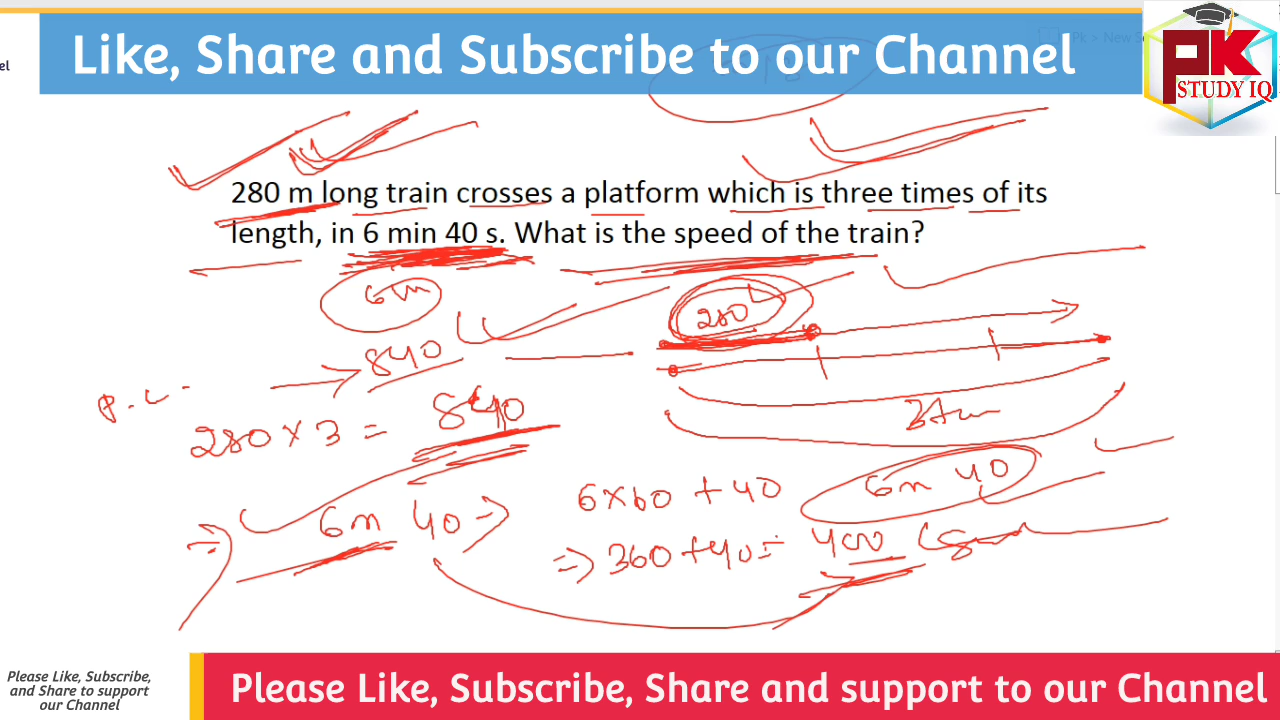 Like, Share and Subscribe to our Channel
PK
STUDY IQ
280 m long train crosses a platform which is three times of its
length, in 6 min 40 s. What is the speed of the train?
6m
280
840
280 × 3 = 840
6m 40 ⇒ 6×60 + 40
6m 40
⇒ 360 + 40 = 400
Please Like, Subscribe,
and Share to support
our Channel
Please Like, Subscribe, Share and support to our Channel